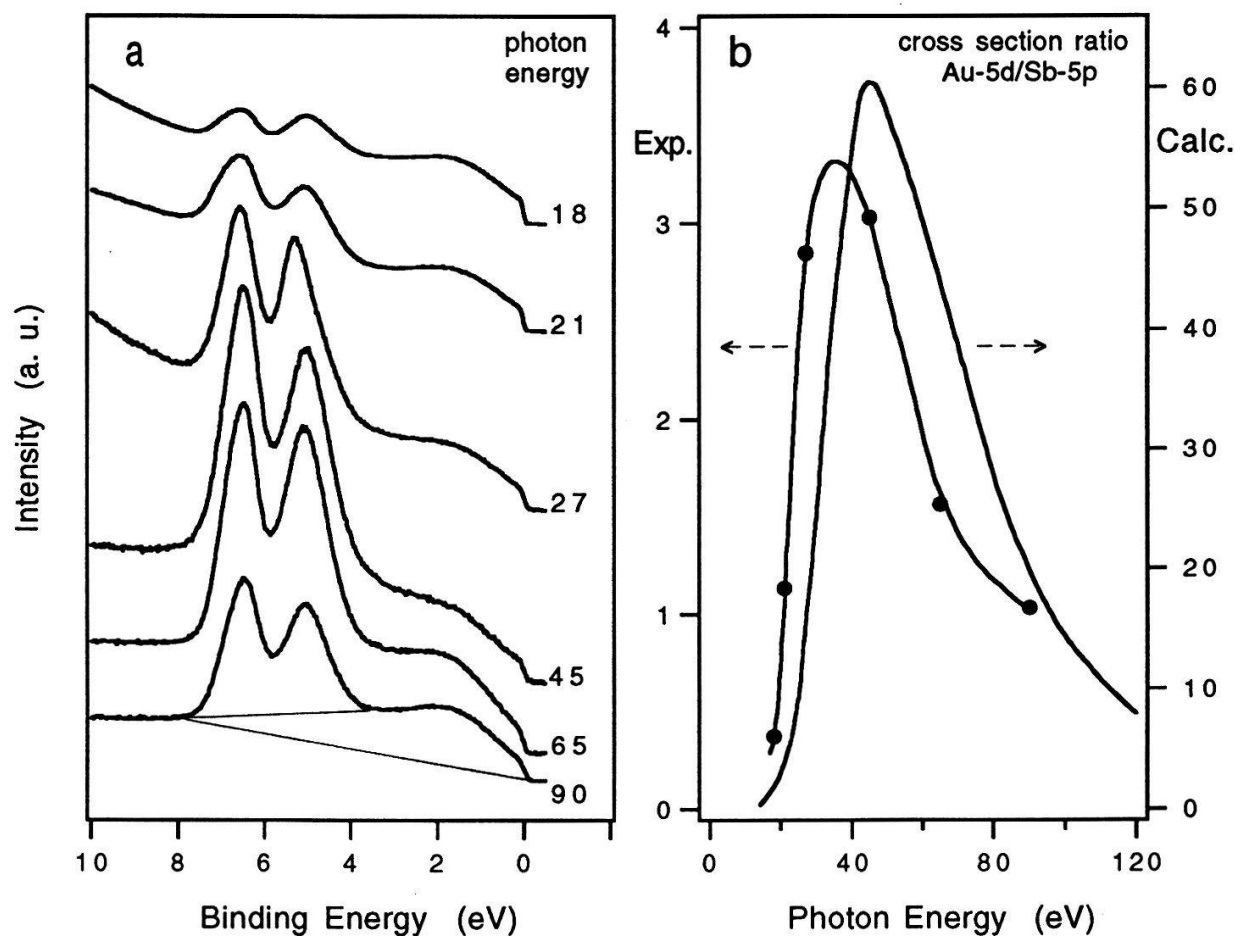 a
photon
energy
18
21
27
45
65
90
10 8 6 4 2 0
Binding Energy (eV)
Intensity (a. u.)
b
cross section ratio
Au-5d/Sb-5p
Exp.
Calc.
4
3
2
1
0
60
50
40
30
20
10
0
0 40 80 120
Photon Energy (eV)